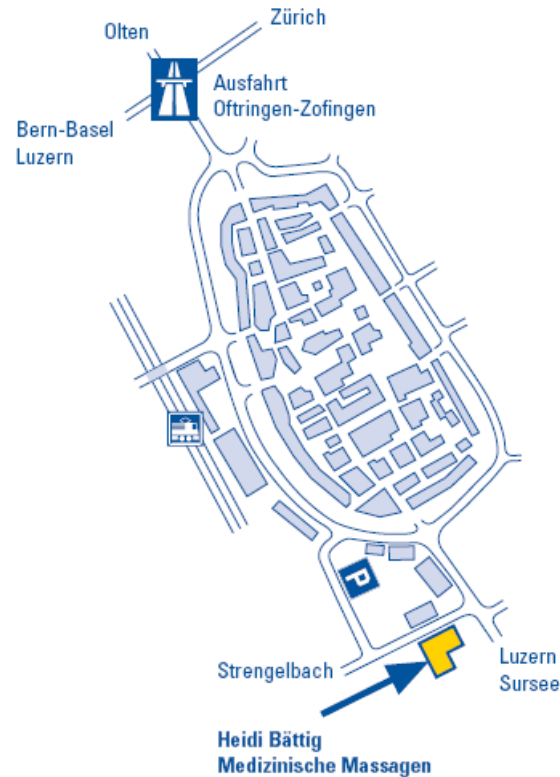 Olten
Zürich
Ausfahrt
Oftringen-Zofingen
Bern-Basel
Luzern
P
Strengelbach
Luzern
Sursee
Heidi Bättig
Medizinische Massagen